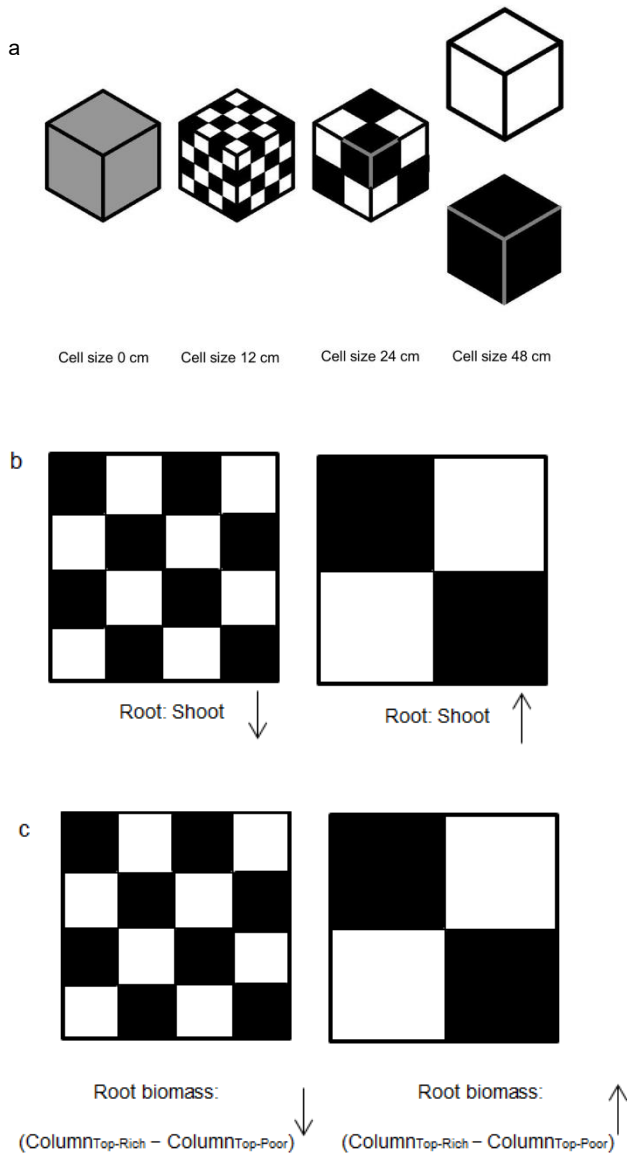 a
Cell size 0 cm Cell size 12 cm Cell size 24 cm Cell size 48 cm
b
Root: Shoot Root: Shoot
c
Root biomass: Root biomass:
(ColumnTop-Rich – ColumnTop-Poor) (ColumnTop-Rich – ColumnTop-Poor)